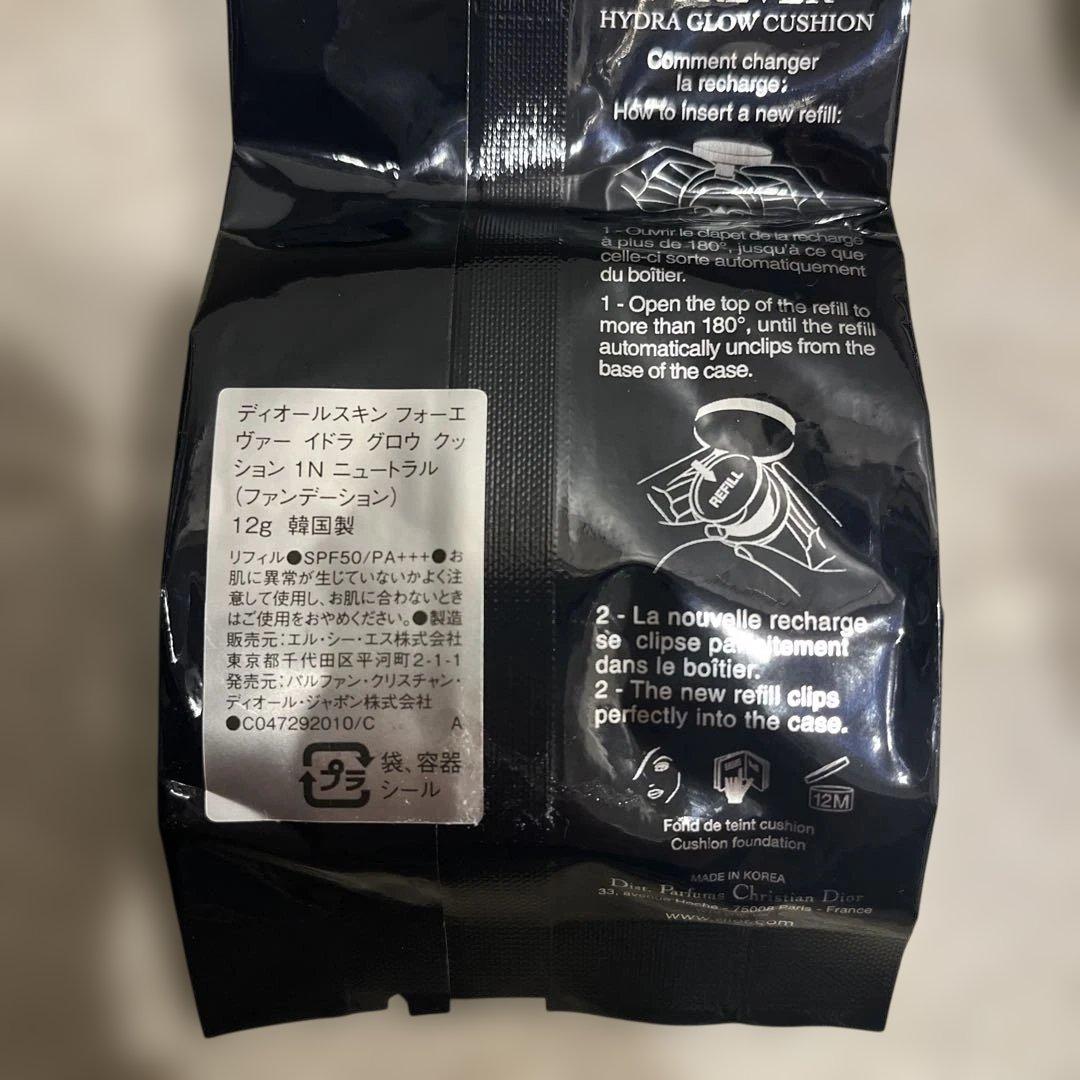 HYDRA GLOW CUSHION
Comment changer
la recharge:
How to insert a new refill:
1 - Ouvrir le clapet de la recharge
à plus de 180°, jusqu'à ce que
celle-ci sorte automatiquement
du boîtier.
1 - Open the top of the refill to
more than 180°, until the refill
automatically unclips from the
base of the case.
REFILL
2 - La nouvelle recharge
se clipse parfaitement
dans le boîtier.
2 - The new refill clips
perfectly into the case.
12M
Fond de teint cushion
Cushion foundation
MADE IN KOREA
Dist. Parfums Christian Dior
33, avenue Hoche - 75008 Paris - France
www.dior.com
ディオールスキン フォーエ
ヴァー イドラ グロウ クッ
ション 1N ニュートラル
(ファンデーション)
12g 韓国製
リフィル●SPF50/PA+++●お
肌に異常が生じていないかよく注
意して使用し、お肌に合わないとき
はご使用をおやめください。●製造
販売元:エル・シー・エス株式会社
東京都千代田区平河町2-1-1
発売元:パルファン・クリスチャン・
ディオール・ジャポン株式会社
●C047292010/C A
プラ
袋、容器
シール